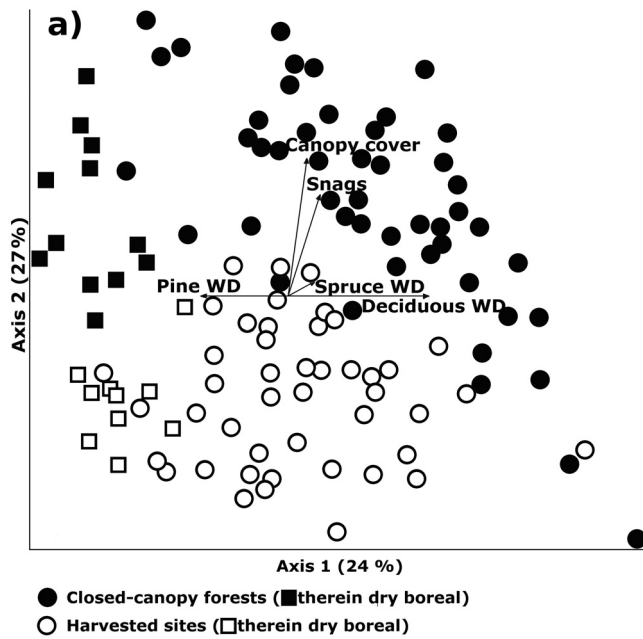 a)
Canopy cover
Snags
Pine WD
Spruce WD
Deciduous WD
Axis 2 (27%)
Axis 1 (24 %)
Closed-canopy forests (■therein dry boreal)
Harvested sites (□therein dry boreal)